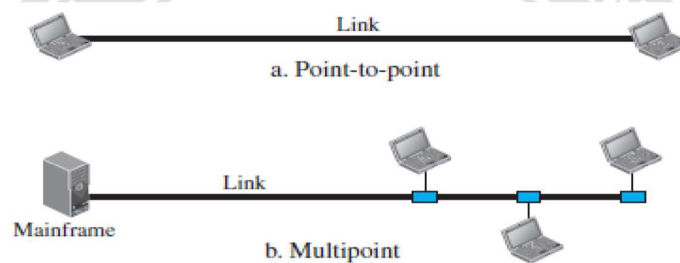 Link
a. Point-to-point
Link
Mainframe
b. Multipoint